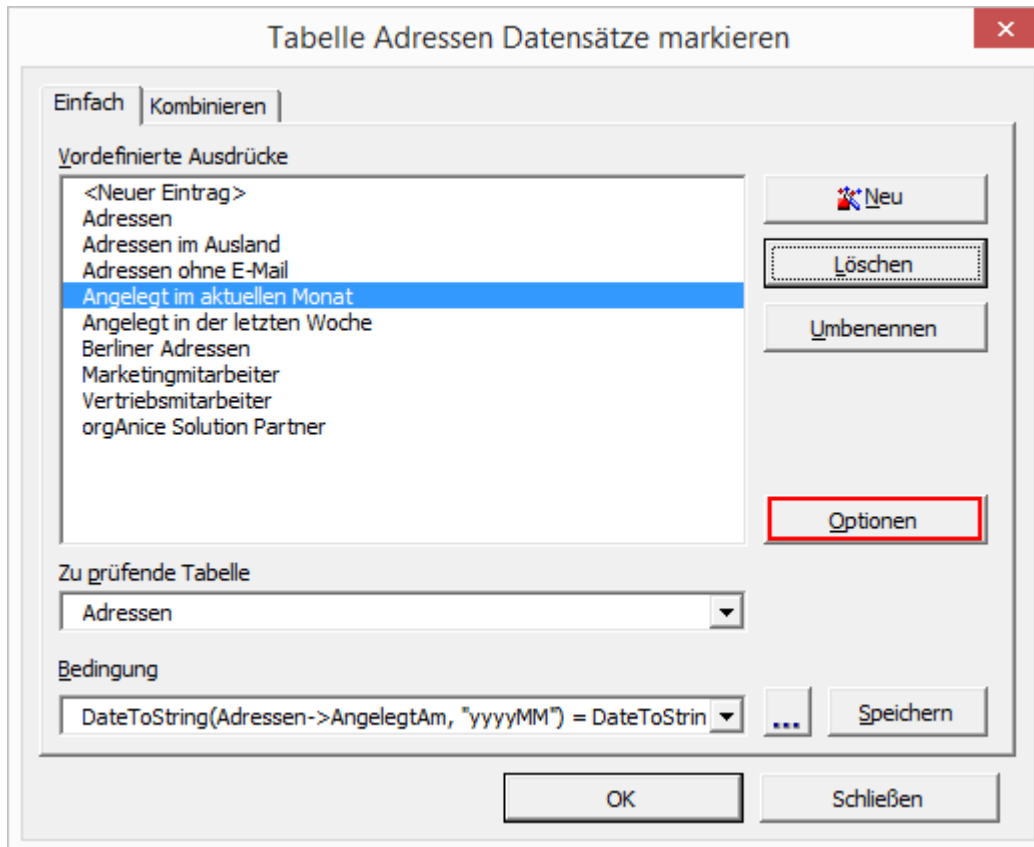 Tabelle Adressen Datensätze markieren
Einfach
Kombinieren
Vordefinierte Ausdrücke
<Neuer Eintrag>
Adressen
Adressen im Ausland
Adressen ohne E-Mail
Angelegt im aktuellen Monat
Angelegt in der letzten Woche
Berliner Adressen
Marketingmitarbeiter
Vertriebsmitarbeiter
orgAnice Solution Partner
Neu
Löschen
Umbenennen
Optionen
Zu prüfende Tabelle
Adressen
Bedingung
DateToString(Adressen->AngelegtAm, "yyyyMM") = DateToStrin
...
Speichern
OK
Schließen